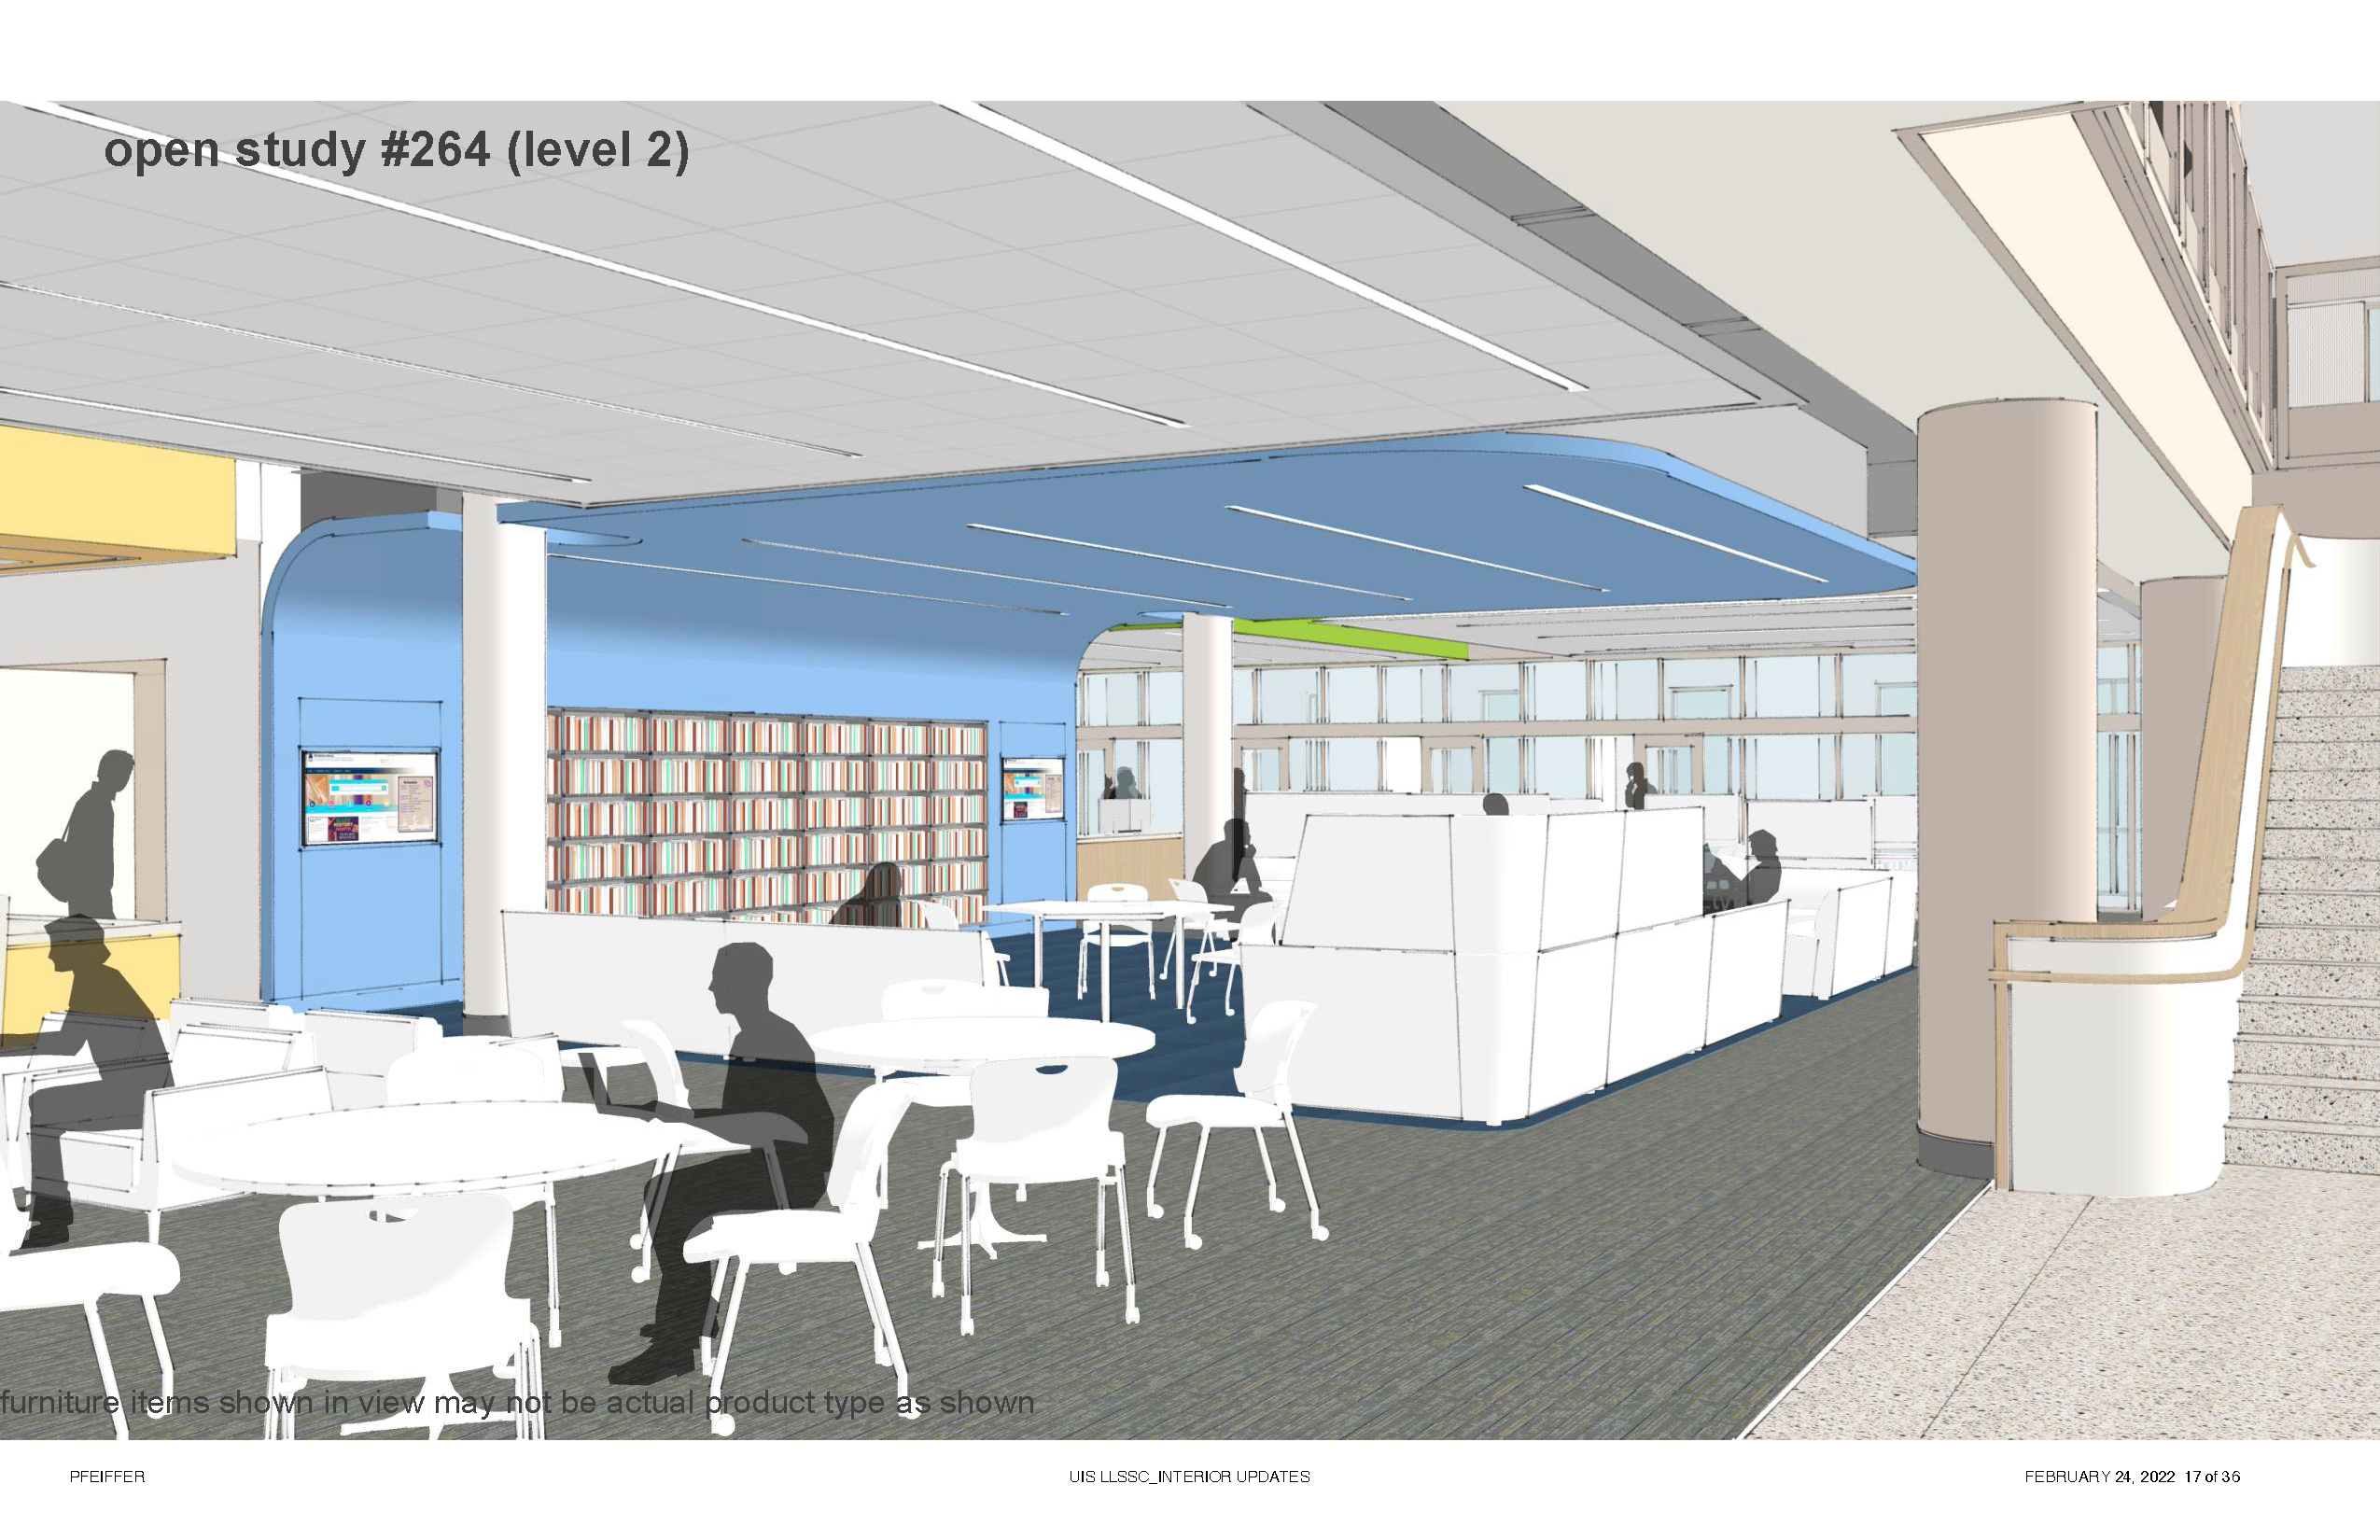 open study #264 (level 2)
furniture items shown in view may not be actual product type as shown
PFEIFFER
UIS LLSSC_INTERIOR UPDATES
FEBRUARY 24, 2022 17 of 36